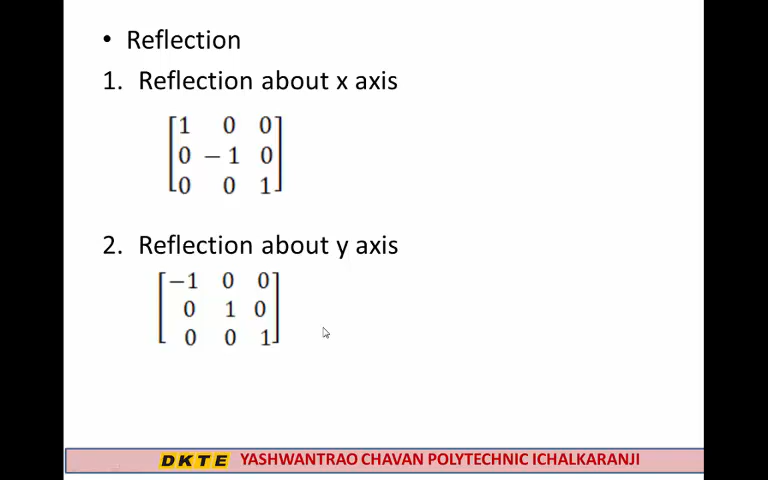 • Reflection
1. Reflection about x axis
1 0 0
0 − 1 0
0 0 1
2. Reflection about y axis
−1 0 0
0 1 0
0 0 1
DKTE YASHWANTRAO CHAVAN POLYTECHNIC ICHALKARANJI